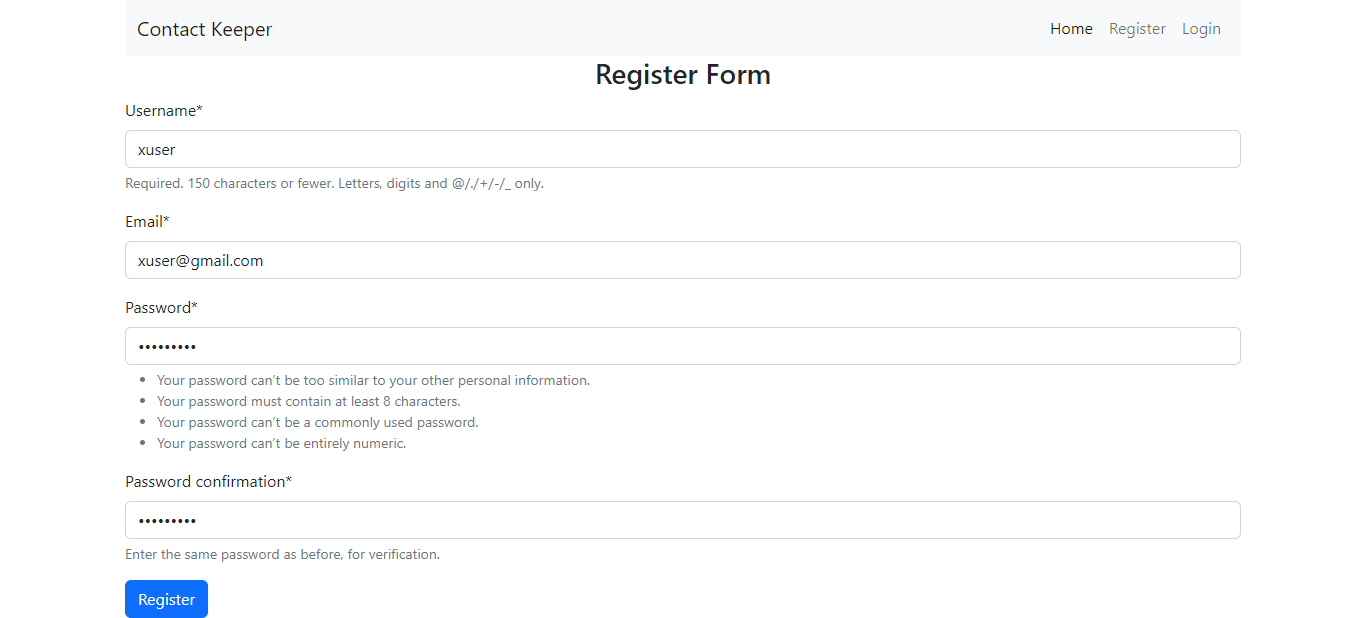 Contact Keeper Home Register Login
Register Form
Username*
xuser
Required. 150 characters or fewer. Letters, digits and @/./+/-/_ only.
Email*
xuser@gmail.com
Password*
•••••••••
• Your password can’t be too similar to your other personal information.
• Your password must contain at least 8 characters.
• Your password can’t be a commonly used password.
• Your password can’t be entirely numeric.
Password confirmation*
•••••••••
Enter the same password as before, for verification.
Register